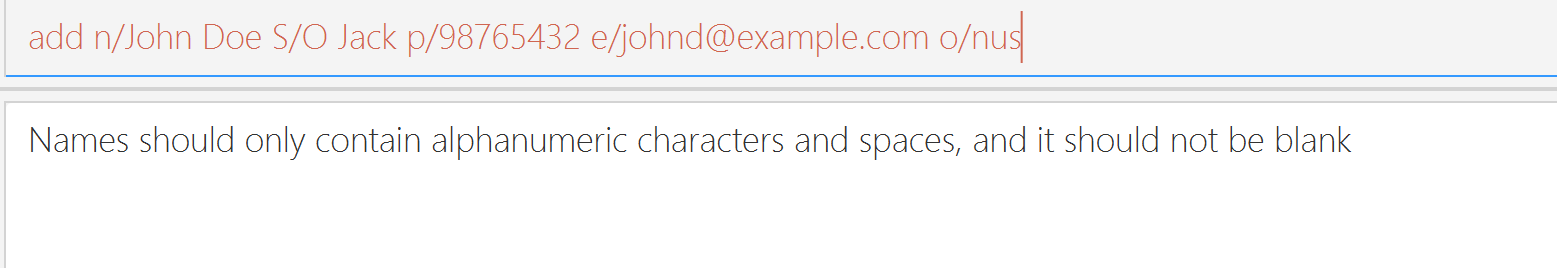 add n/John Doe S/O Jack p/98765432 e/johnd@example.com o/nus
Names should only contain alphanumeric characters and spaces, and it should not be blank